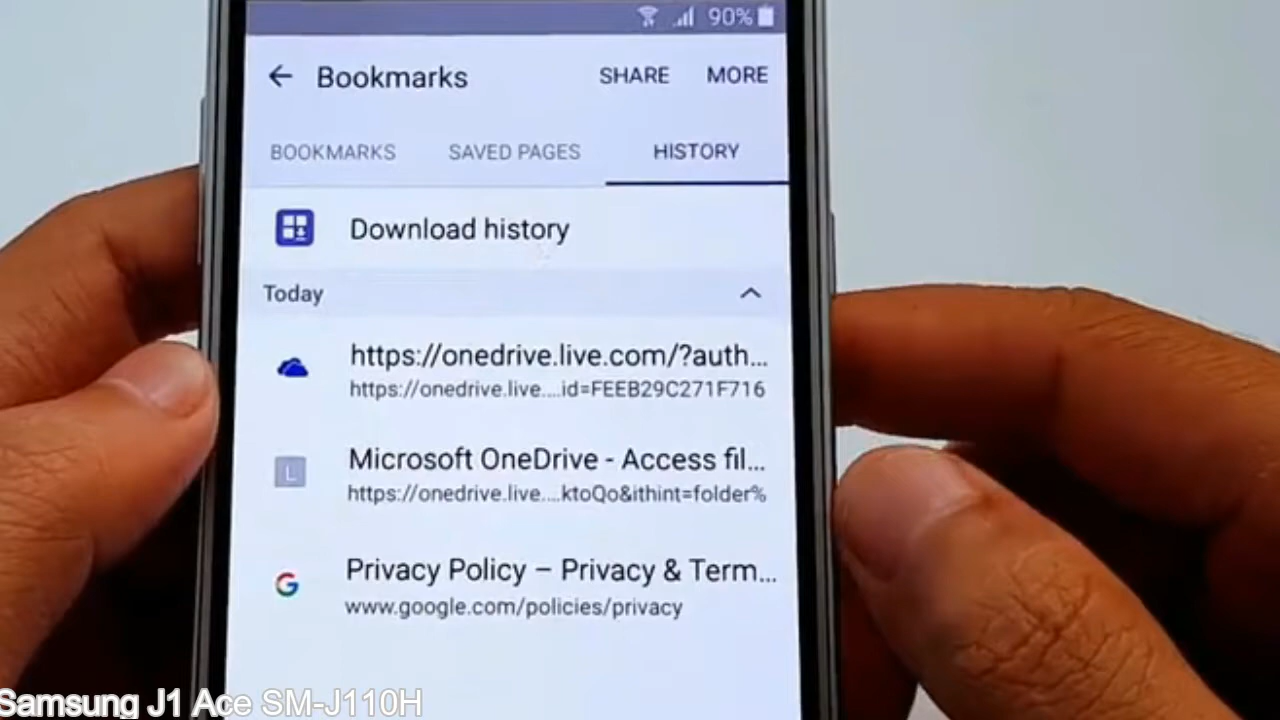 90%
Bookmarks SHARE MORE
BOOKMARKS SAVED PAGES HISTORY
Download history
Today
https://onedrive.live.com/?auth...
https://onedrive.live....id=FEEB29C271F716
L
Microsoft OneDrive - Access fil...
https://onedrive.live....ktoQo&ithint=folder%
G
Privacy Policy – Privacy & Term...
www.google.com/policies/privacy
Samsung J1 Ace SM-J110H